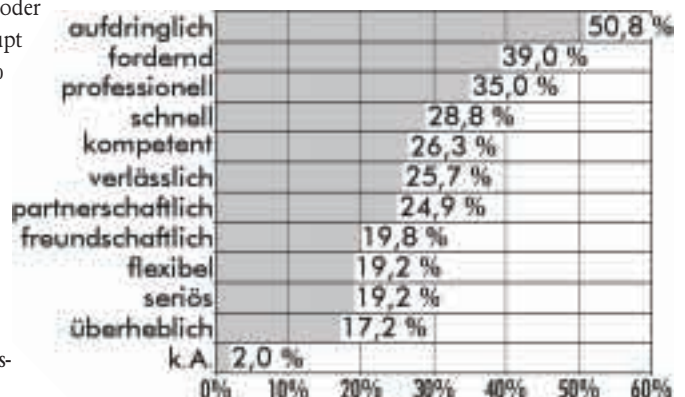 oder
upt
o
s-
aufdringlich 50,8 %
fordernd 39,0 %
professionell 35,0 %
schnell 28,8 %
kompetent 26,3 %
verlässlich 25,7 %
partnerschaftlich 24,9 %
freundschaftlich 19,8 %
flexibel 19,2 %
seriös 19,2 %
überheblich 17,2 %
k.A. 2,0 %
0% 10% 20% 30% 40% 50% 60%